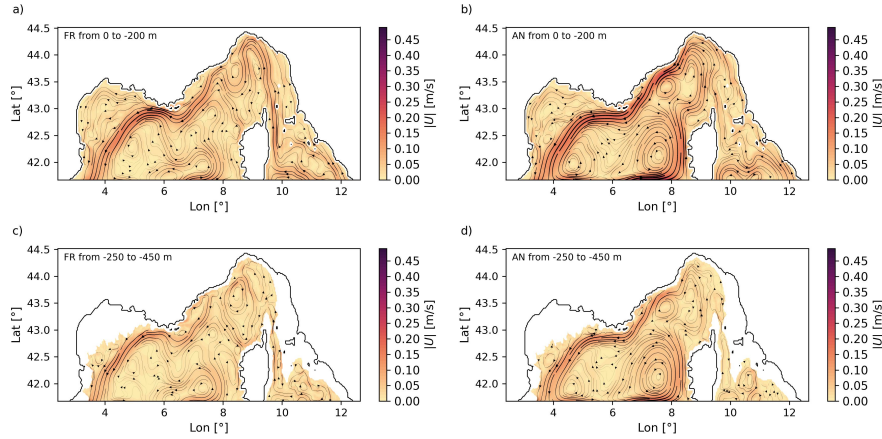 a)
FR from 0 to -200 m
44.5
44.0
43.5
43.0
42.5
42.0
Lat [°]
4 6 8 10 12
Lon [°]
0.45
0.40
0.35
0.30
0.25
0.20
0.15
0.10
0.05
0.00
|U| [m/s]
b)
AN from 0 to -200 m
44.5
44.0
43.5
43.0
42.5
42.0
Lat [°]
4 6 8 10 12
Lon [°]
0.45
0.40
0.35
0.30
0.25
0.20
0.15
0.10
0.05
0.00
|U| [m/s]
c)
FR from -250 to -450 m
44.5
44.0
43.5
43.0
42.5
42.0
Lat [°]
4 6 8 10 12
Lon [°]
0.45
0.40
0.35
0.30
0.25
0.20
0.15
0.10
0.05
0.00
|U| [m/s]
d)
AN from -250 to -450 m
44.5
44.0
43.5
43.0
42.5
42.0
Lat [°]
4 6 8 10 12
Lon [°]
0.45
0.40
0.35
0.30
0.25
0.20
0.15
0.10
0.05
0.00
|U| [m/s]